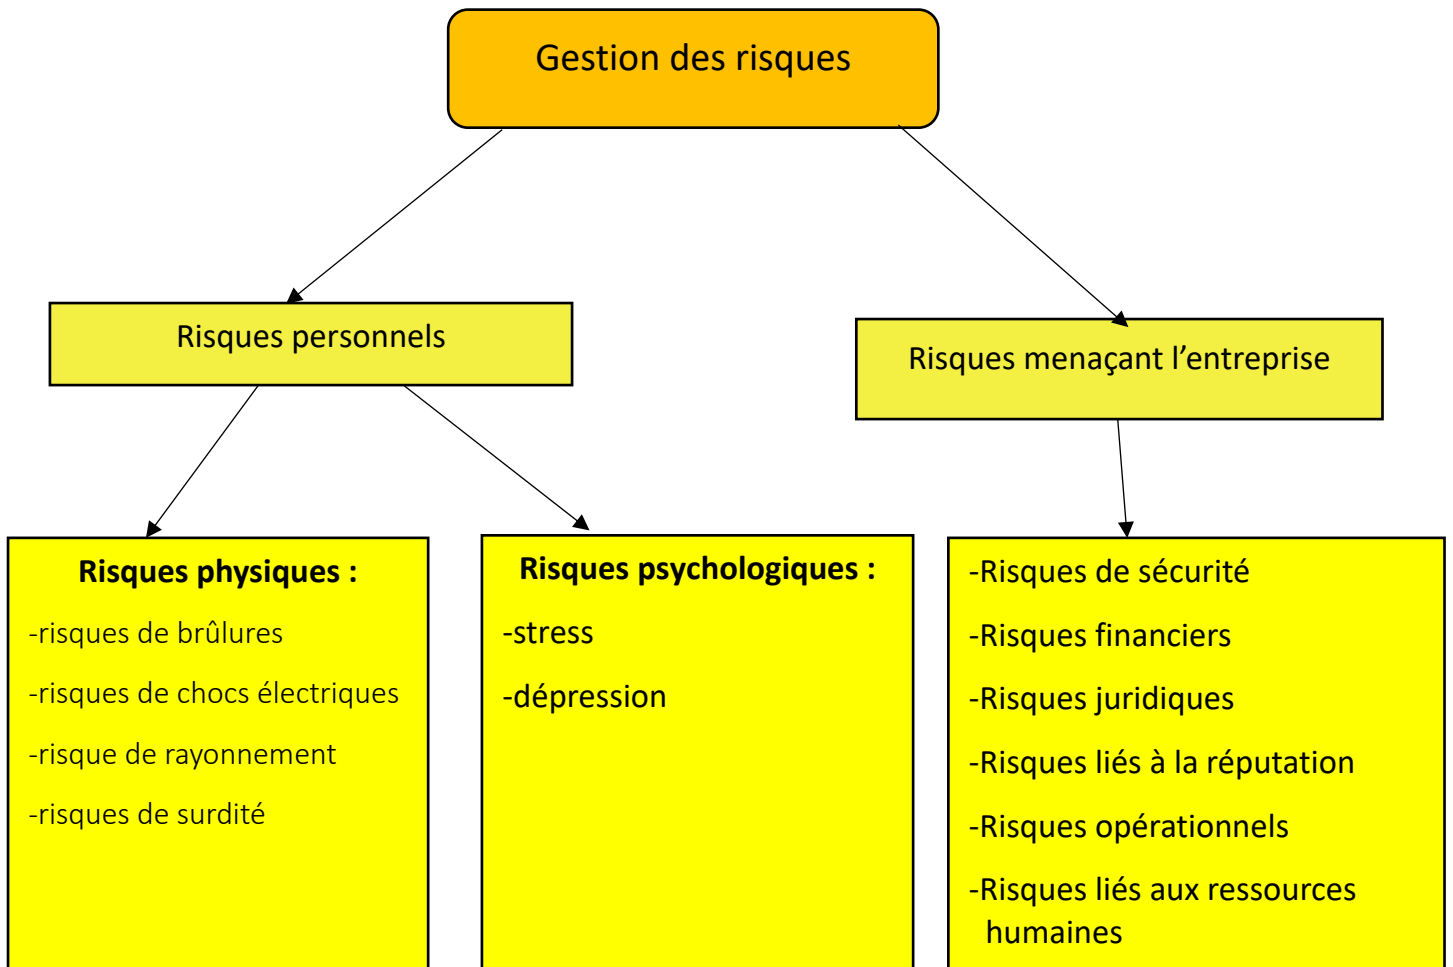 Gestion des risques
Risques personnels
Risques menaçant l’entreprise
Risques physiques :
-risques de brûlures
-risques de chocs électriques
-risque de rayonnement
-risques de surdité
Risques psychologiques :
-stress
-dépression
-Risques de sécurité
-Risques financiers
-Risques juridiques
-Risques liés à la réputation
-Risques opérationnels
-Risques liés aux ressources
humaines